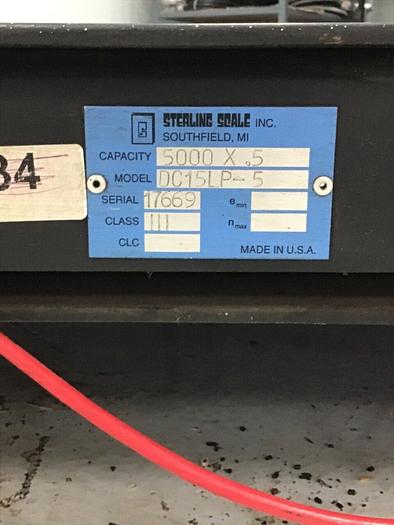 STERLING SCALE INC.
SOUTHFIELD, MI
CAPACITY 5000 X .5
MODEL DC15LP-5
SERIAL 17669 e min
CLASS III n max
CLC
MADE IN U.S.A.
84